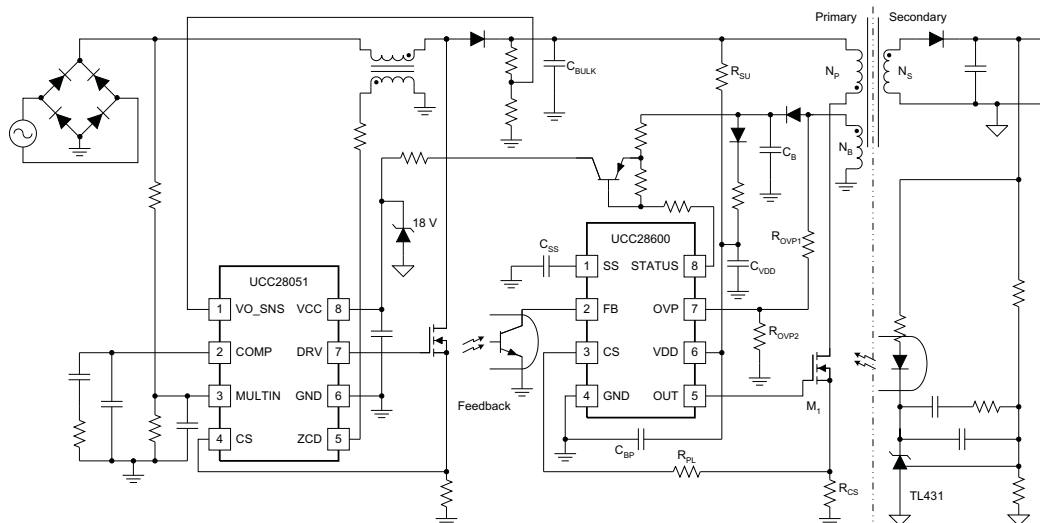 Primary
Secondary
C_BULK
R_SU
N_P
N_S
C_B
N_B
18 V
C_SS
UCC28600
R_OVP1
1
SS
STATUS
8
C_VDD
UCC28051
1
VO_SNS
VCC
8
2
FB
OVP
7
R_OVP2
2
COMP
DRV
7
3
CS
VDD
6
3
MULTIN
GND
6
Feedback
4
GND
OUT
5
M_1
4
CS
ZCD
5
C_BP
R_PL
R_CS
TL431